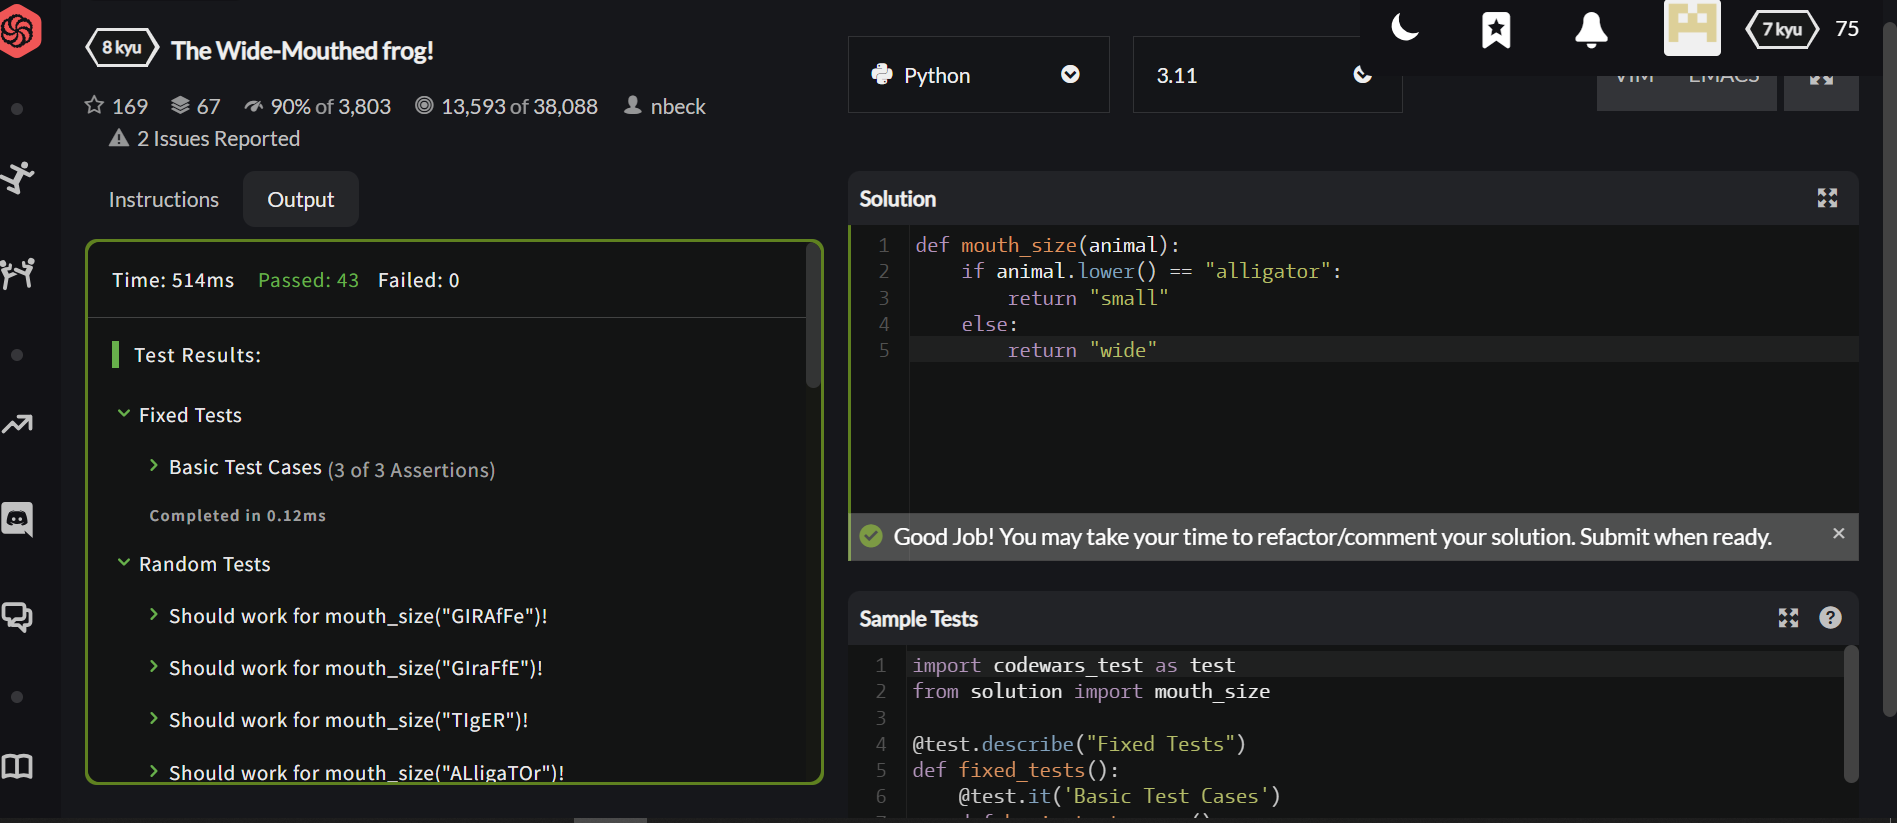 8 kyu
The Wide-Mouthed frog!
169 67 90% of 3,803 13,593 of 38,088 nbeck
2 Issues Reported
Instructions
Output
Time: 514ms Passed: 43 Failed: 0
Test Results:
Fixed Tests
Basic Test Cases (3 of 3 Assertions)
Completed in 0.12ms
Random Tests
Should work for mouth_size("GIRAfFe")!
Should work for mouth_size("GIraFfE")!
Should work for mouth_size("TIgER")!
Should work for mouth_size("ALligaTOr")!
7 kyu 75
Python
3.11
VIM EMACS
Solution
1 def mouth_size(animal):
2     if animal.lower() == "alligator":
3         return "small"
4     else:
5         return "wide"
Good Job! You may take your time to refactor/comment your solution. Submit when ready.
Sample Tests
1 import codewars_test as test
2 from solution import mouth_size
3
4 @test.describe("Fixed Tests")
5 def fixed_tests():
6     @test.it('Basic Test Cases')